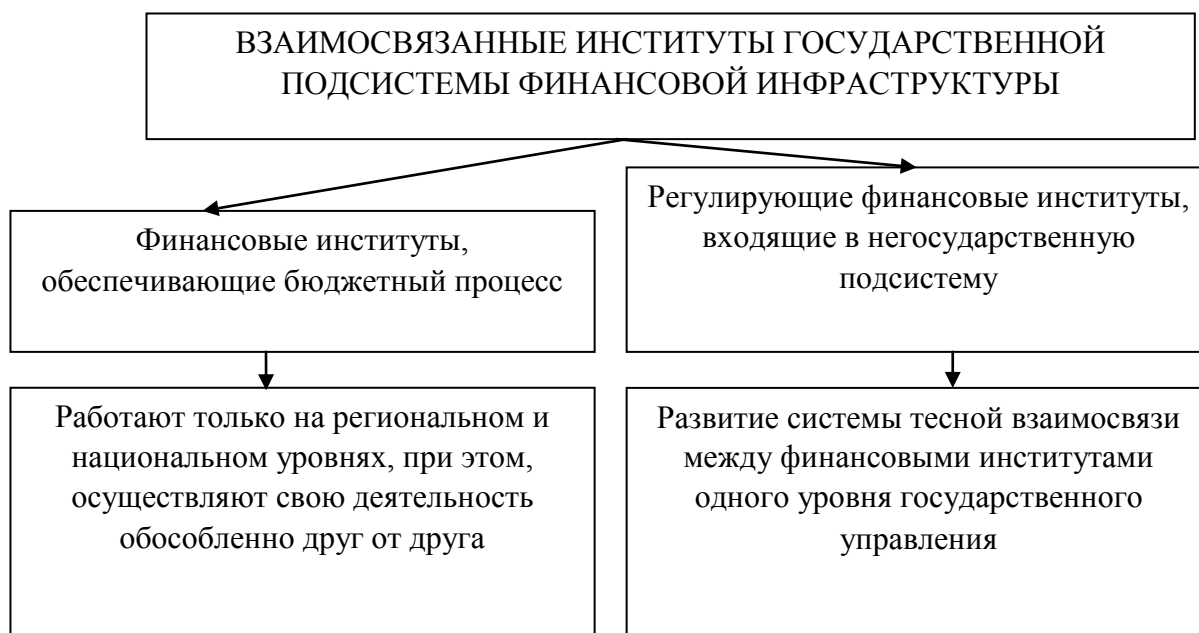 ВЗАИМОСВЯЗАННЫЕ ИНСТИТУТЫ ГОСУДАРСТВЕННОЙ
ПОДСИСТЕМЫ ФИНАНСОВОЙ ИНФРАСТРУКТУРЫ
Финансовые институты,
обеспечивающие бюджетный процесс
Регулирующие финансовые институты,
входящие в негосударственную
подсистему
Работают только на региональном и
национальном уровнях, при этом,
осуществляют свою деятельность
обособленно друг от друга
Развитие системы тесной взаимосвязи
между финансовыми институтами
одного уровня государственного
управления